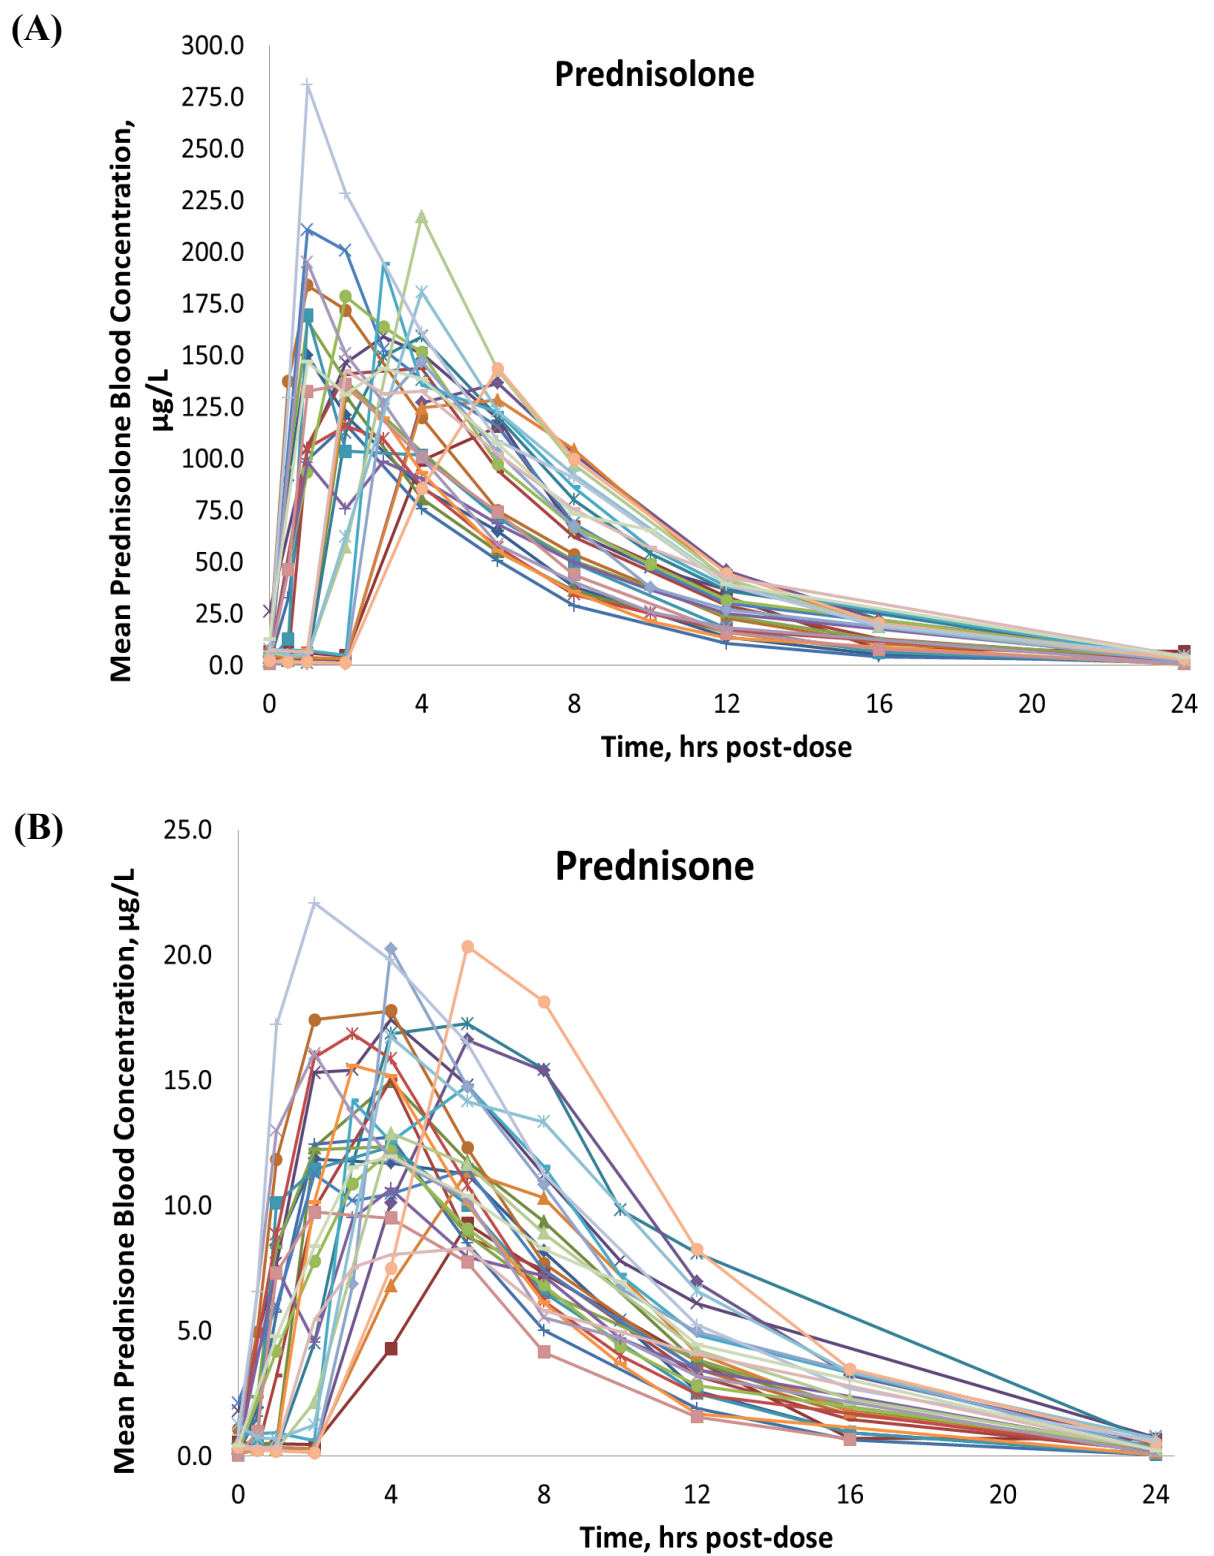 (A)
Prednisolone
Mean Prednisolone Blood Concentration,
µg/L
300.0
275.0
250.0
225.0
200.0
175.0
150.0
125.0
100.0
75.0
50.0
25.0
0.0
0 4 8 12 16 20 24
Time, hrs post-dose
(B)
Prednisone
Mean Prednisone Blood Concentration, µg/L
25.0
20.0
15.0
10.0
5.0
0.0
0 4 8 12 16 20 24
Time, hrs post-dose